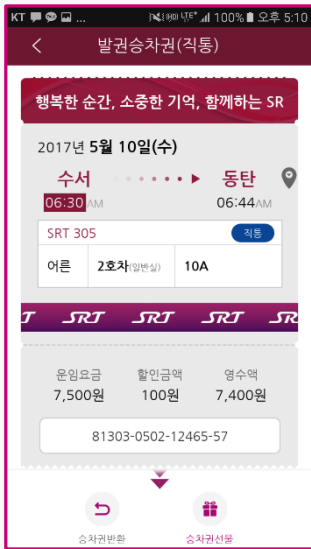 KT ... LTE 100% 오후 5:10
발권승차권(직통)
행복한 순간, 소중한 기억, 함께하는 SR
2017년 5월 10일(수)
수서 동탄
06:30 AM 06:44 AM
SRT 305 직통
어른 2호차(일반실) 10A
SRT SRT SRT SRT
운임요금 할인금액 영수액
7,500원 100원 7,400원
81303-0502-12465-57
승차권반환 승차권선물